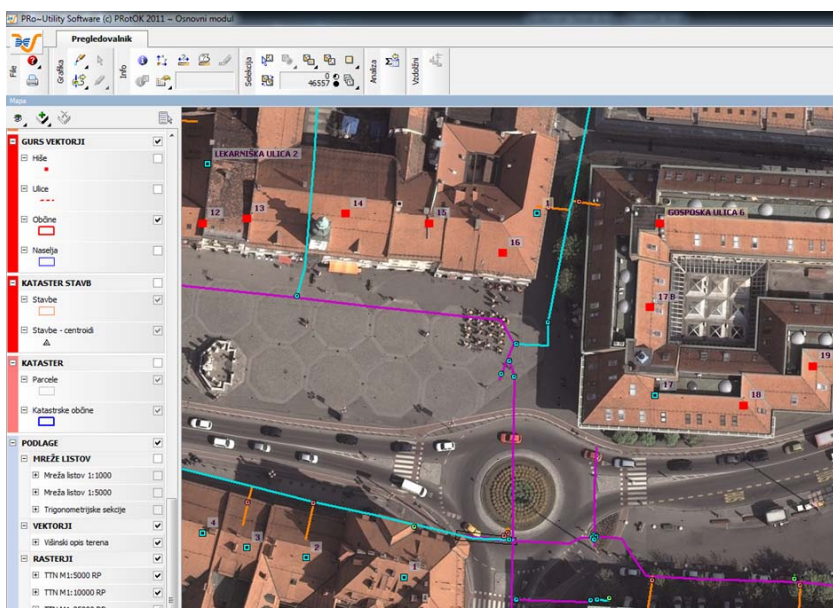 PRo~Utility Software (c) PRotOK 2011 ~ Osnovni modul
Pregledovalnik
File
Grafika
Info
Selekcija
0
46557
Analiza
Vzdolžni
Mapa
GURS VEKTORJI
Hiše
Ulice
Občine
Naselja
KATASTER STAVB
Stavbe
Stavbe - centroidi
KATASTER
Parcele
Katastrske občine
PODLAGE
MREŽE LISTOV
Mreža listov 1:1000
Mreža listov 1:5000
Trigonometrijske sekcije
VEKTORJI
Višinski opis terena
RASTERJI
TTN M1:5000 RP
TTN M1:10000 RP
LEKARNIŠKA ULICA 2
12
13
14
15
16
1
GOSPOSKA ULICA 6
17 B
19
17
18
4
3
2
1